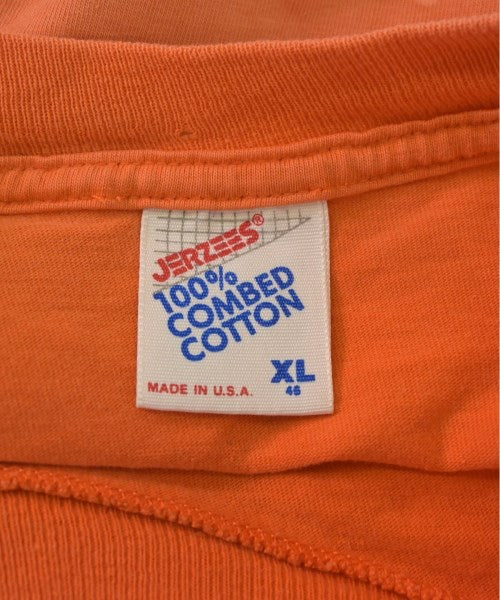 JERZEES®
100%
COMBED
COTTON
XL
46
MADE IN U.S.A.